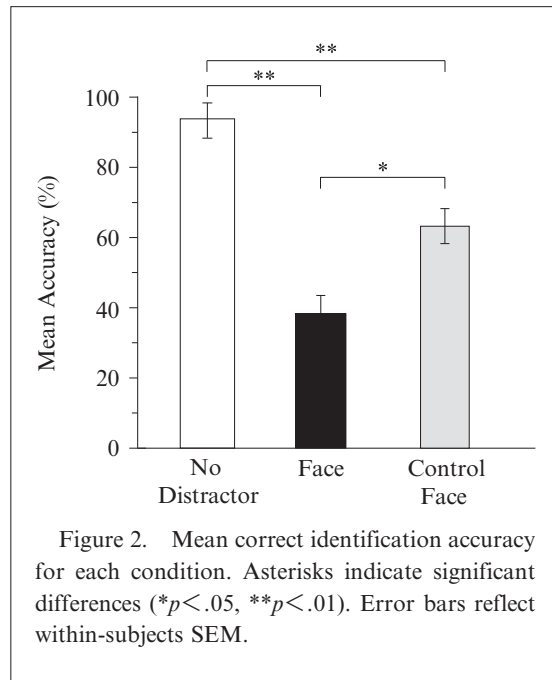 **
**
*
100
80
60
40
20
0
Mean Accuracy (%)
No Distractor
Face
Control Face
Figure 2. Mean correct identification accuracy
for each condition. Asterisks indicate significant
differences (*p<.05, **p<.01). Error bars reflect
within-subjects SEM.